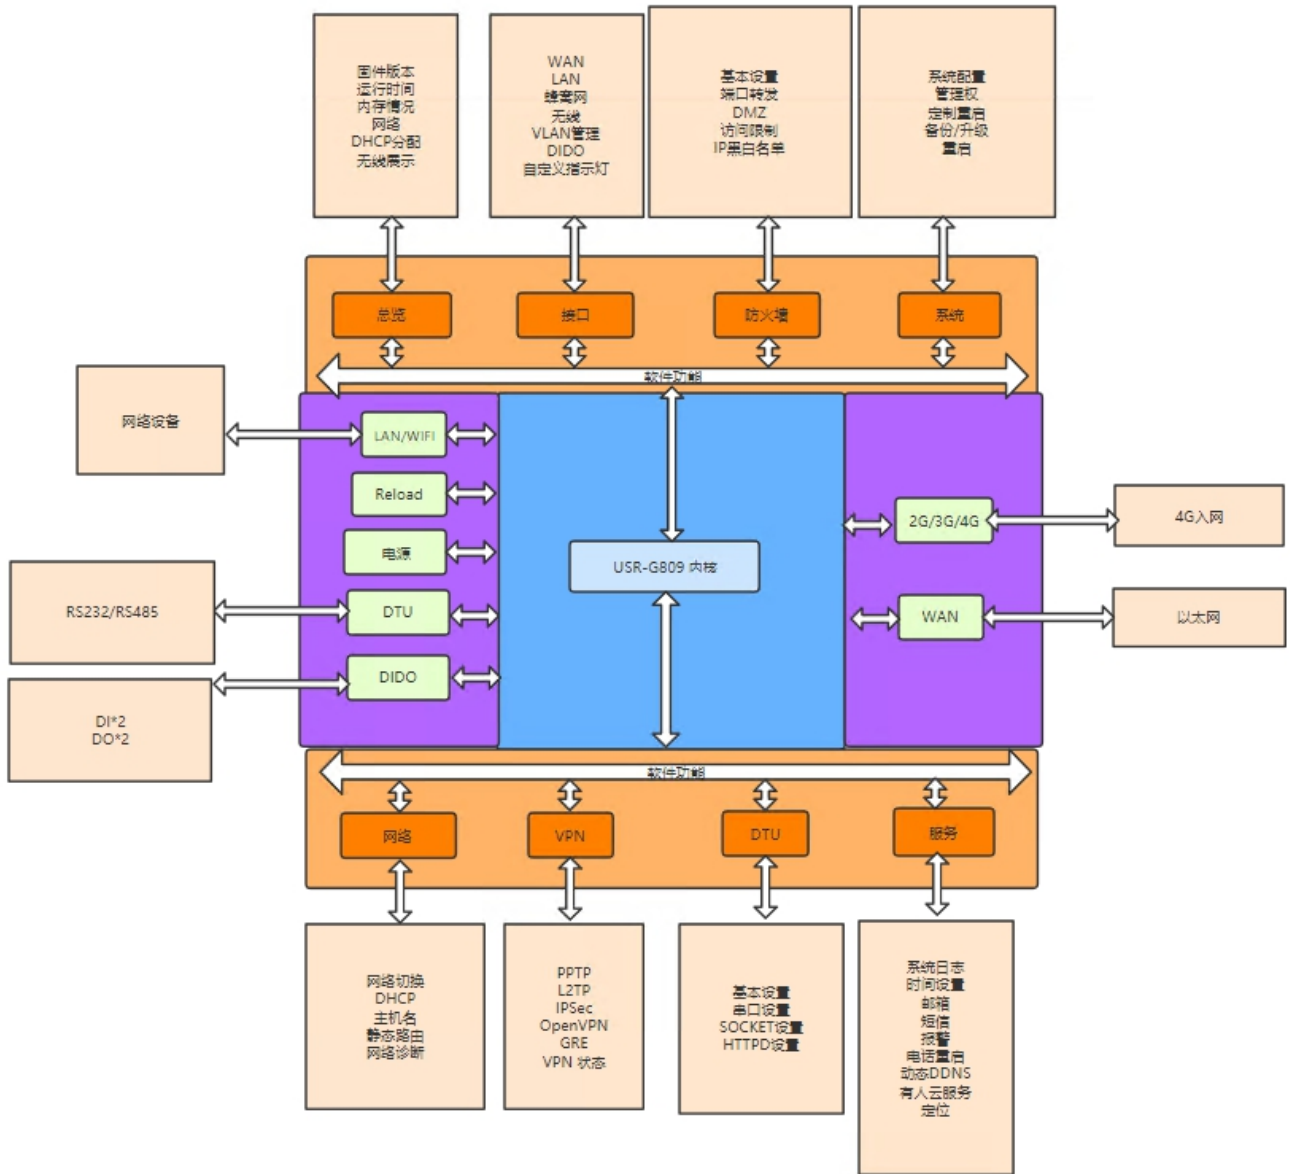 固件版本
运行时间
内存情况
网络
DHCP分配
无线展示
WAN
LAN
蜂窝网
无线
VLAN管理
DIDO
自定义指示灯
基本设置
端口转发
DMZ
访问限制
IP黑白名单
系统配置
管理权
定制重启
备份/升级
重启
总览
接口
防火墙
系统
软件功能
网络设备
LAN/WIFI
Reload
电源
RS232/RS485
DTU
DI*2
DO*2
DIDO
USR-G809 内核
2G/3G/4G
4G入网
WAN
以太网
软件功能
网络
VPN
DTU
服务
网络切换
DHCP
主机名
静态路由
网络诊断
PPTP
L2TP
IPSec
OpenVPN
GRE
VPN 状态
基本设置
串口设置
SOCKET设置
HTTPD设置
系统日志
时间设置
邮箱
短信
报警
电话重启
动态DDNS
有人云服务
定位